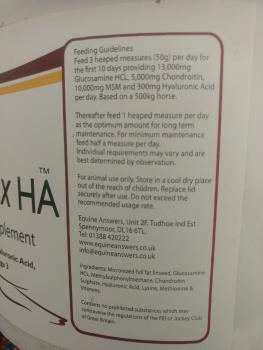 Feeding Guidelines
Feed 3 heaped measures (50g) per day for
the first 10 days providing 13,000mg
Glucosamine HCL, 5,000mg Chondroitin,
10,000mg MSM and 300mg Hyaluronic Acid
per day. Based on a 500kg horse.
Thereafter feed 1 heaped measure per day
as the optimum amount for long term
maintenance. For minimum maintenance
feed half a measure per day.
Individual requirements may vary and are
best determined by observation.
For animal use only. Store in a cool dry place
out of the reach of children. Replace lid
securely after use. Do not exceed the
recommended usage rate.
Equine Answers, Unit 2F, Tudhoe Ind Est
Spennymoor, DL16 6TL.
Tel: 01388 420222
www.equineanswers.co.uk
info@equineanswers.co.uk
Ingredients: Micronized full fat linseed, Glucosamine
HCL, Methylsulphonylmethane, Chondroitin
Sulphate, Hyaluronic Acid, Lysine, Methionine &
Vitamins.
Contains no prohibited substances which may
contravene the regulations of the FEI or Jockey Club
of Great Britain.
x HA™
plement
aluronic Acid,
ga 3